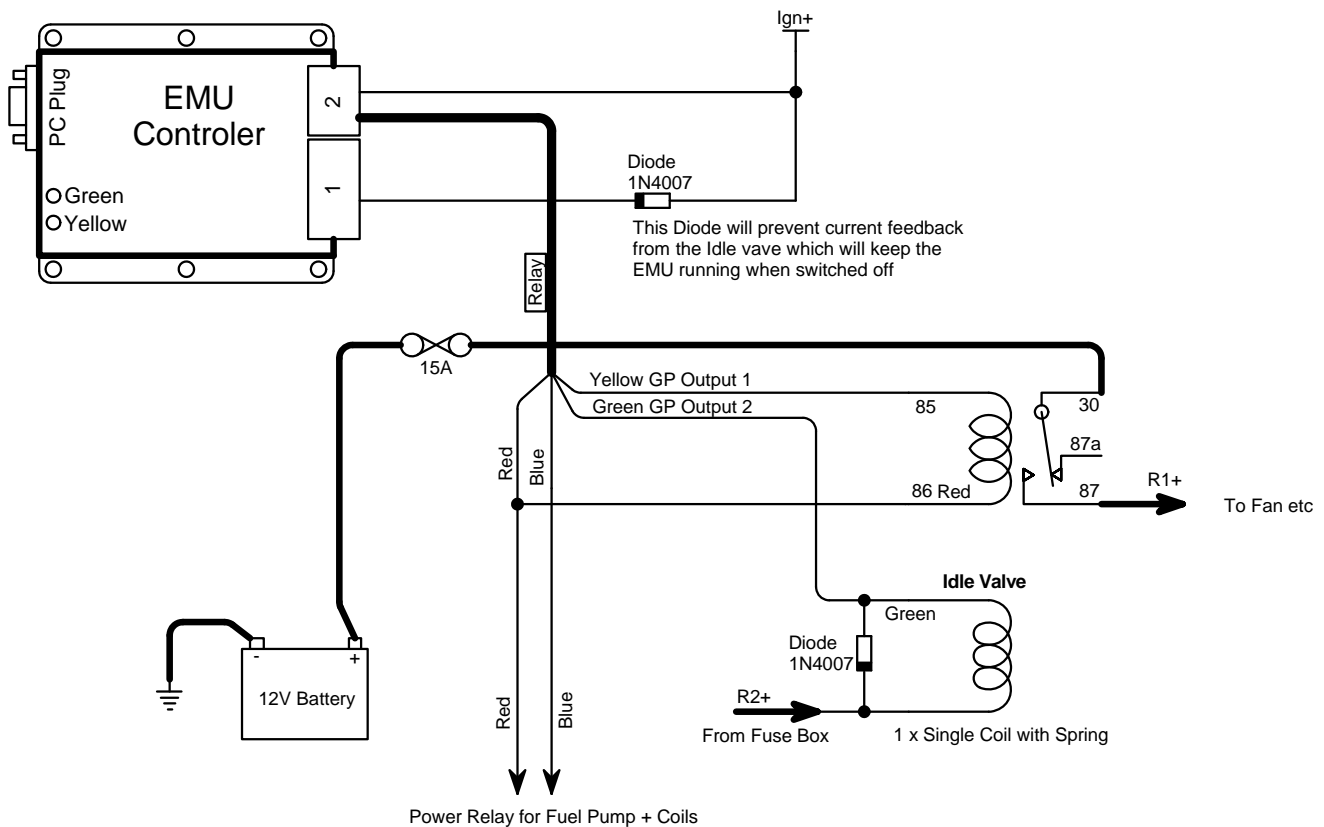 Ign+
PC Plug
EMU
Controler
2
1
Green
Yellow
Diode
1N4007
This Diode will prevent current feedback
from the Idle vave which will keep the
EMU running when switched off
Relay
15A
Yellow GP Output 1
Green GP Output 2
85
30
87a
Red
Blue
86 Red
87
R1+
To Fan etc
Idle Valve
Green
Diode
1N4007
- +
12V Battery
Red
Blue
R2+
From Fuse Box
1 x Single Coil with Spring
Power Relay for Fuel Pump + Coils